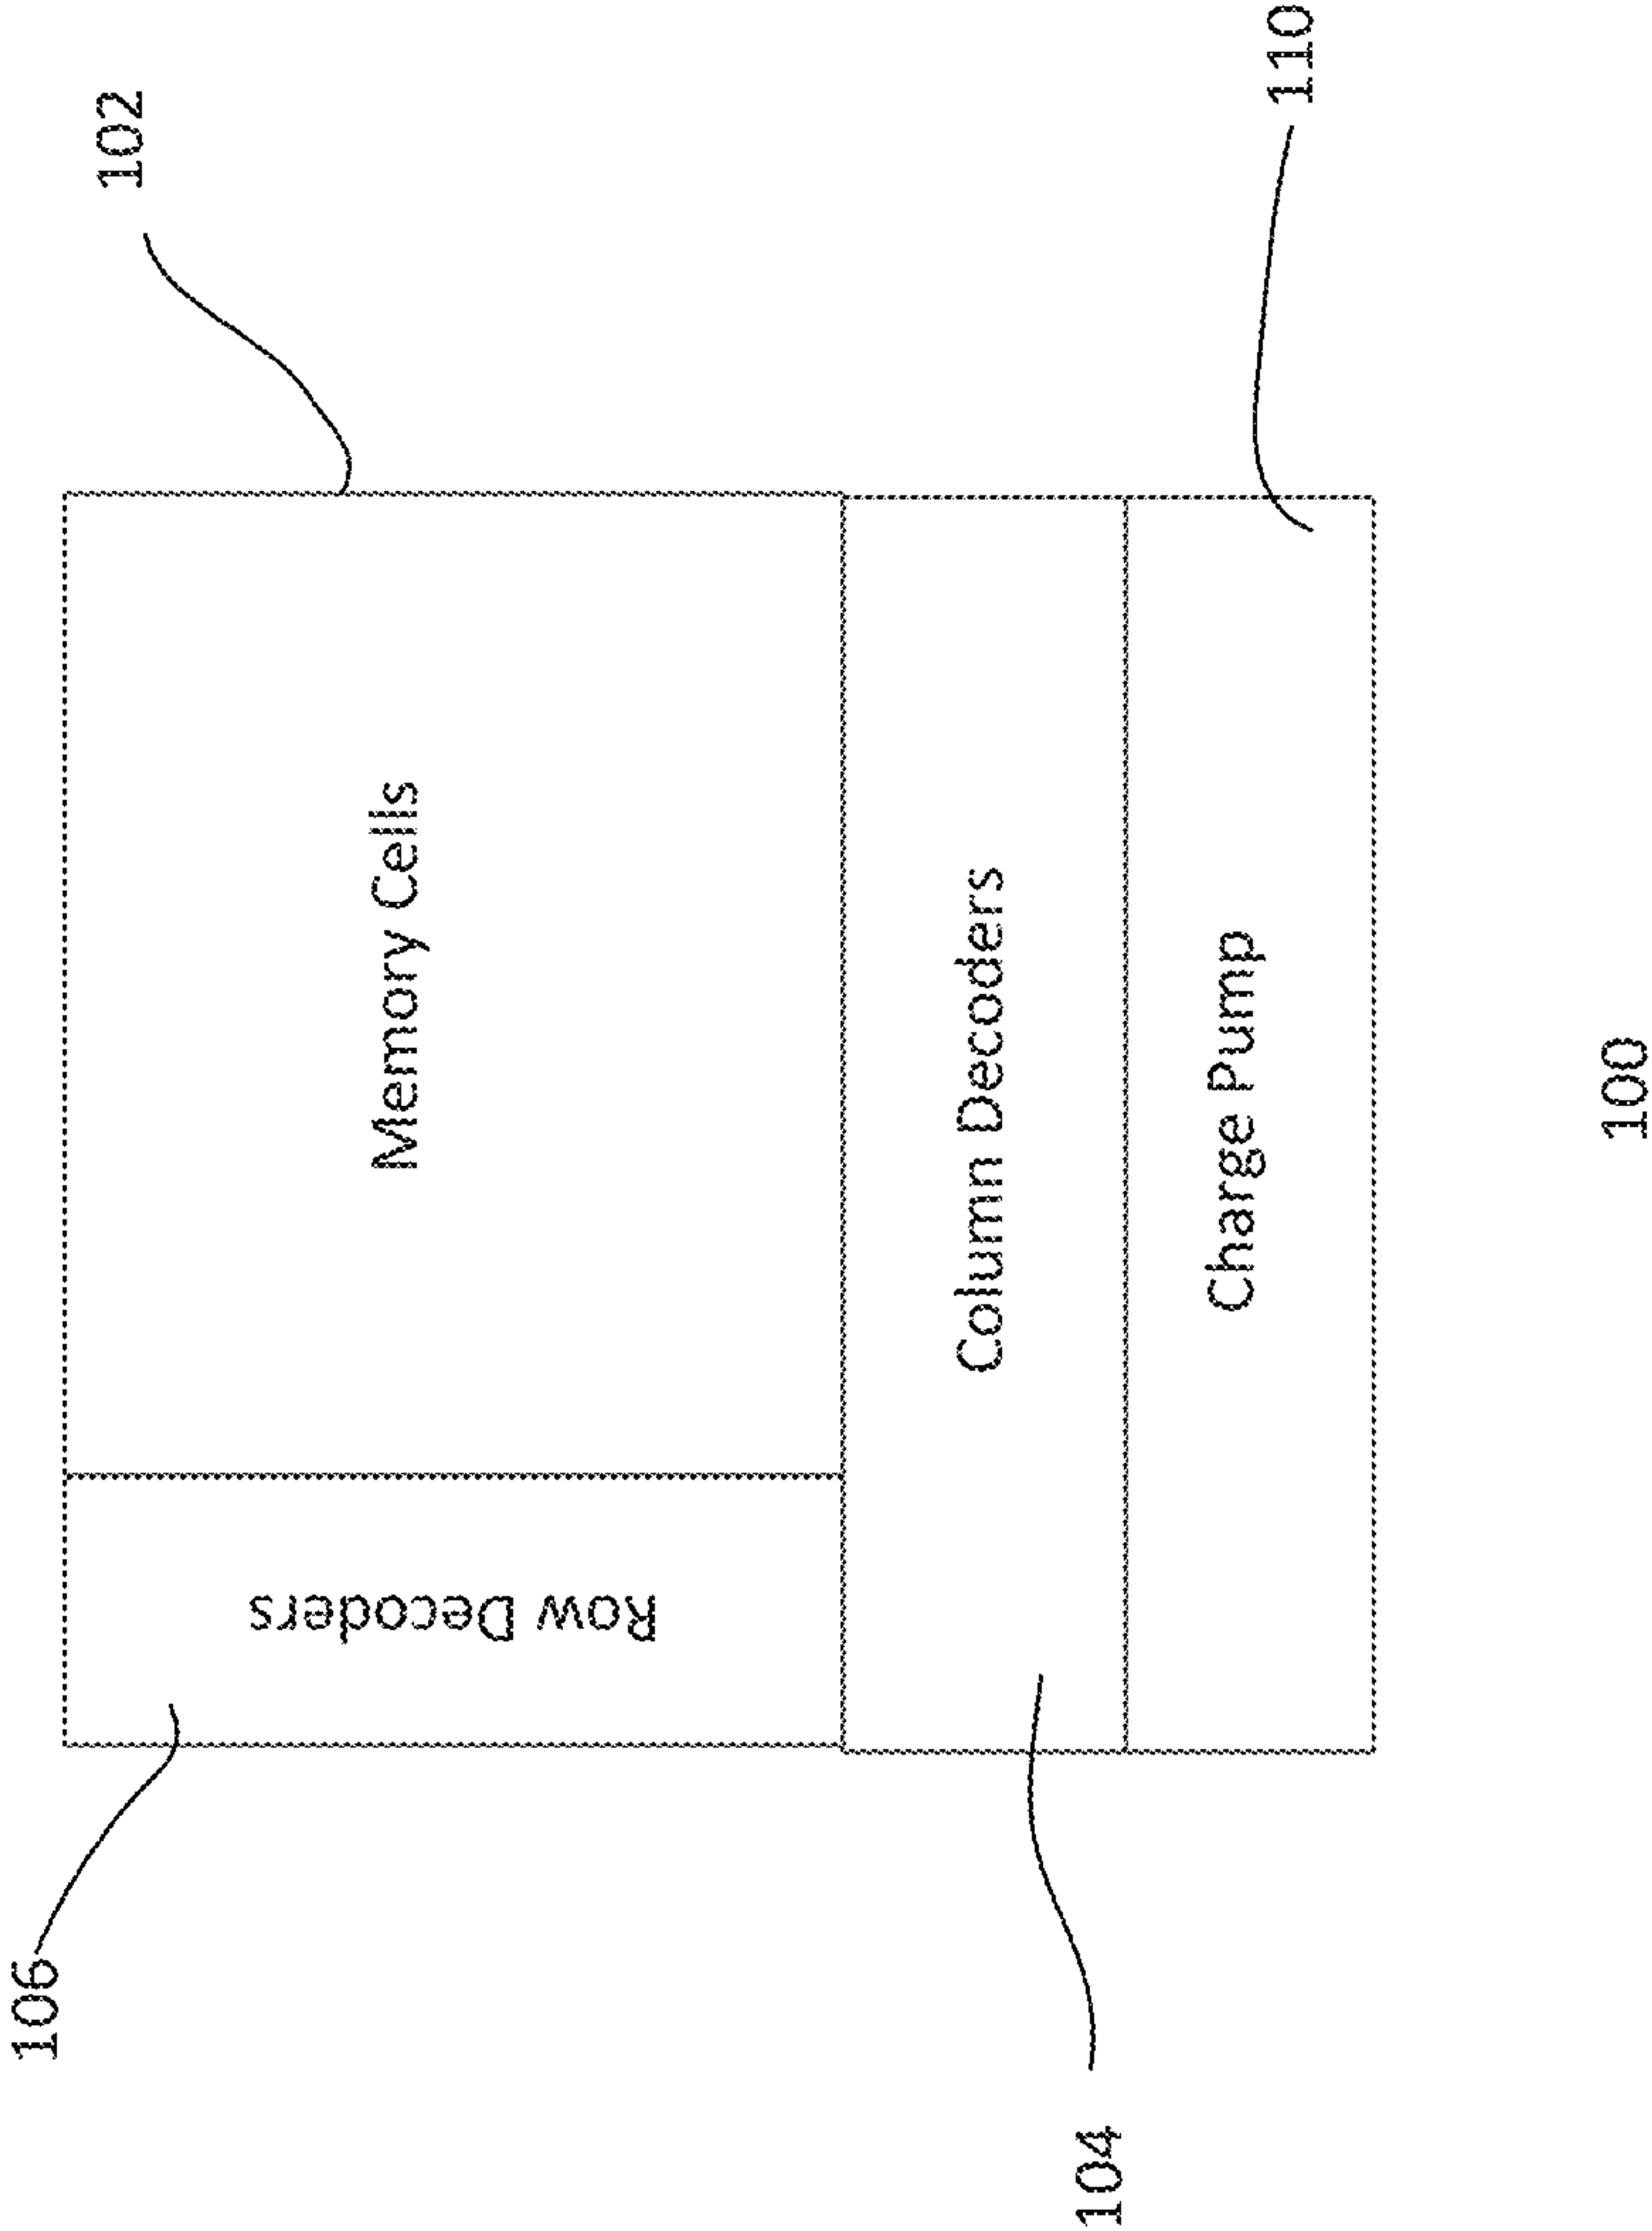 102
106
Row Decoders
Memory Cells
Column Decoders
104
Charge Pump
110
100